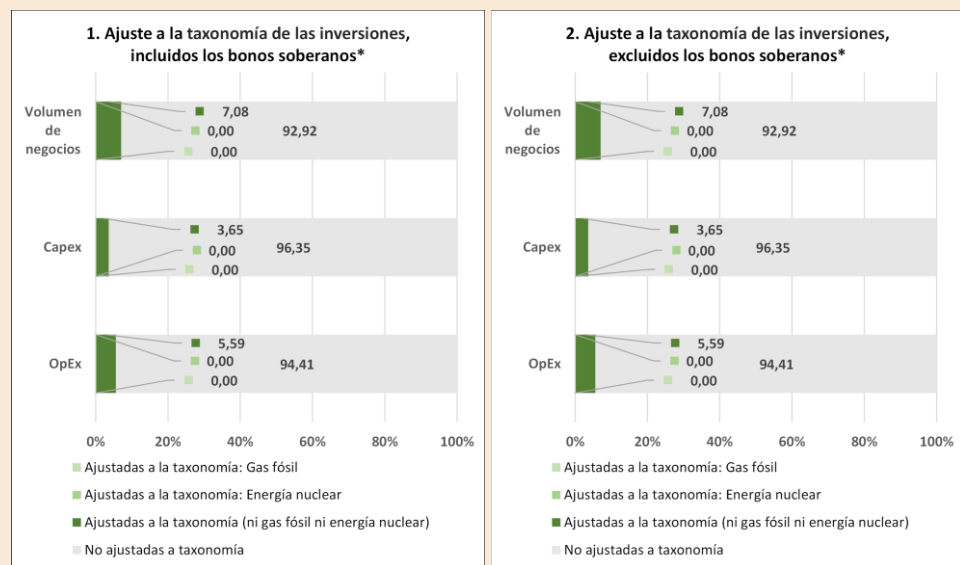 1. Ajuste a la taxonomía de las inversiones,
incluidos los bonos soberanos*
Volumen
de
negocios
7,08
0,00
92,92
0,00
Capex
3,65
0,00
96,35
0,00
OpEx
5,59
0,00
94,41
0,00
0% 20% 40% 60% 80% 100%
Ajustadas a la taxonomía: Gas fósil
Ajustadas a la taxonomía: Energía nuclear
Ajustadas a la taxonomía (ni gas fósil ni energía nuclear)
No ajustadas a taxonomía
2. Ajuste a la taxonomía de las inversiones,
excluidos los bonos soberanos*
Volumen
de
negocios
7,08
0,00
92,92
0,00
Capex
3,65
0,00
96,35
0,00
OpEx
5,59
0,00
94,41
0,00
0% 20% 40% 60% 80% 100%
Ajustadas a la taxonomía: Gas fósil
Ajustadas a la taxonomía: Energía nuclear
Ajustadas a la taxonomía (ni gas fósil ni energía nuclear)
No ajustadas a taxonomía